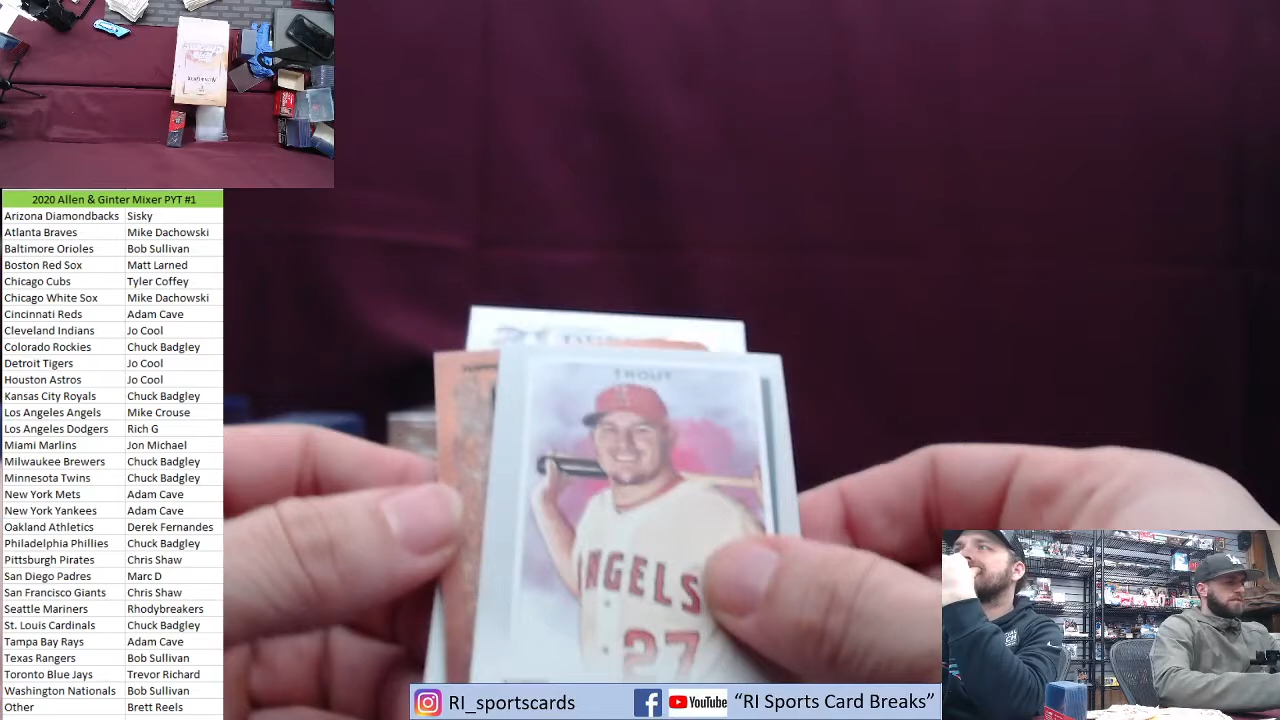 2020 Allen & Ginter Mixer PYT #1
Arizona Diamondbacks Sisky
Atlanta Braves Mike Dachowski
Baltimore Orioles Bob Sullivan
Boston Red Sox Matt Larned
Chicago Cubs Tyler Coffey
Chicago White Sox Mike Dachowski
Cincinnati Reds Adam Cave
Cleveland Indians Jo Cool
Colorado Rockies Chuck Badgley
Detroit Tigers Jo Cool
Houston Astros Jo Cool
Kansas City Royals Chuck Badgley
Los Angeles Angels Mike Crouse
Los Angeles Dodgers Rich G
Miami Marlins Jon Michael
Milwaukee Brewers Chuck Badgley
Minnesota Twins Chuck Badgley
New York Mets Adam Cave
New York Yankees Adam Cave
Oakland Athletics Derek Fernandes
Philadelphia Phillies Chuck Badgley
Pittsburgh Pirates Chris Shaw
San Diego Padres Marc D
San Francisco Giants Chris Shaw
Seattle Mariners Rhodybreakers
St. Louis Cardinals Chuck Badgley
Tampa Bay Rays Adam Cave
Texas Rangers Bob Sullivan
Toronto Blue Jays Trevor Richard
Washington Nationals Bob Sullivan
Other Brett Reels
TROUT
ANGELS
27
RI_sportscards
YouTube "RI Sports Card Breaks"